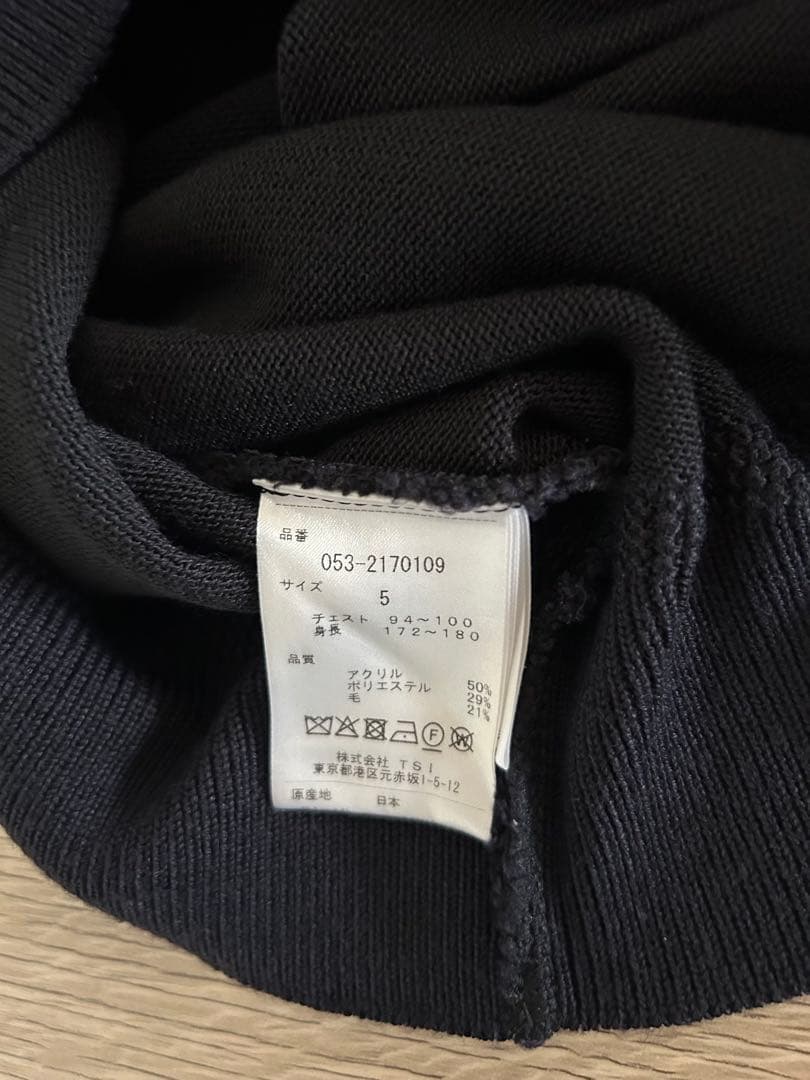 品番
053-2170109
サイズ
5
チェスト 94～100
身長 172～180
品質
アクリル 50%
ポリエステル 29%
毛 21%
F W
株式会社 TSI
東京都港区元赤坂1-5-12
原産地 日本